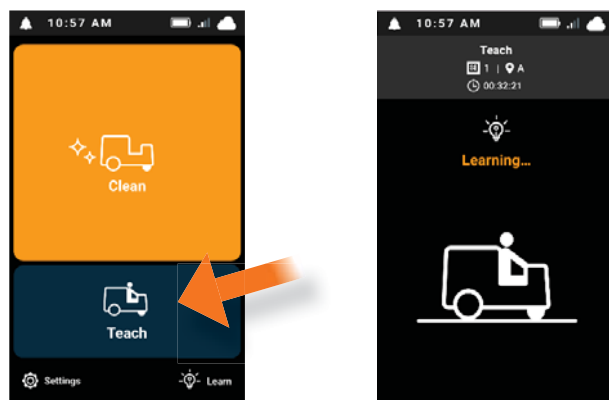 10:57 AM
Clean
Teach
Settings
Learn
10:57 AM
Teach
1 | A
00:32:21
Learning...